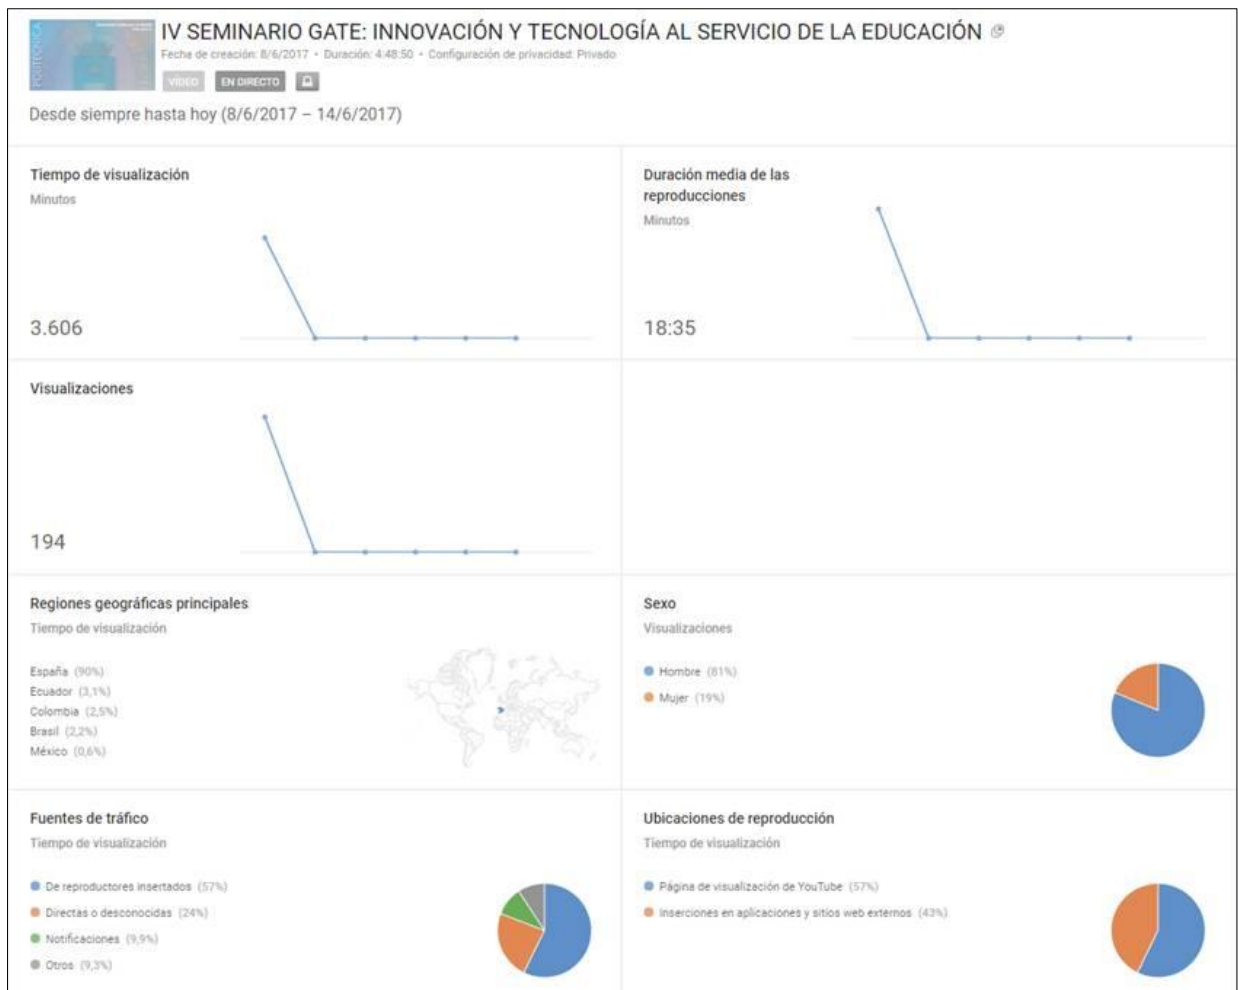 POLITÉCNICA
IV SEMINARIO GATE: INNOVACIÓN Y TECNOLOGÍA AL SERVICIO DE LA EDUCACIÓN
Fecha de creación: 8/6/2017 • Duración: 4:48:50 • Configuración de privacidad: Privado
VÍDEO EN DIRECTO
Desde siempre hasta hoy (8/6/2017 – 14/6/2017)
Tiempo de visualización
Minutos
3.606
Duración media de las
reproducciones
Minutos
18:35
Visualizaciones
194
Regiones geográficas principales
Tiempo de visualización
España (90%)
Ecuador (3,1%)
Colombia (2,5%)
Brasil (2,2%)
México (0,6%)
Sexo
Visualizaciones
Hombre (81%)
Mujer (19%)
Fuentes de tráfico
Tiempo de visualización
De reproductores insertados (57%)
Directas o desconocidas (24%)
Notificaciones (9,9%)
Otros (9,3%)
Ubicaciones de reproducción
Tiempo de visualización
Página de visualización de YouTube (57%)
Inserciones en aplicaciones y sitios web externos (43%)